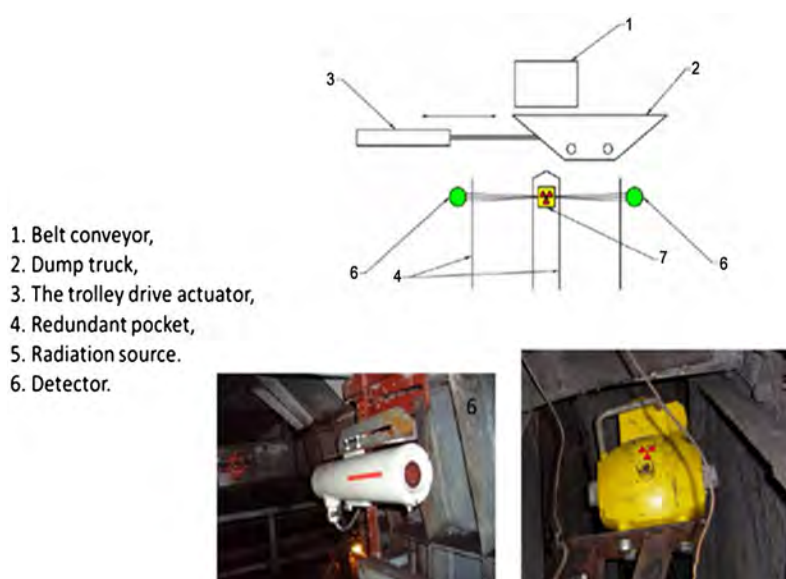 1
2
3
6
4
7
6
1. Belt conveyor,
2. Dump truck,
3. The trolley drive actuator,
4. Redundant pocket,
5. Radiation source.
6. Detector.
6